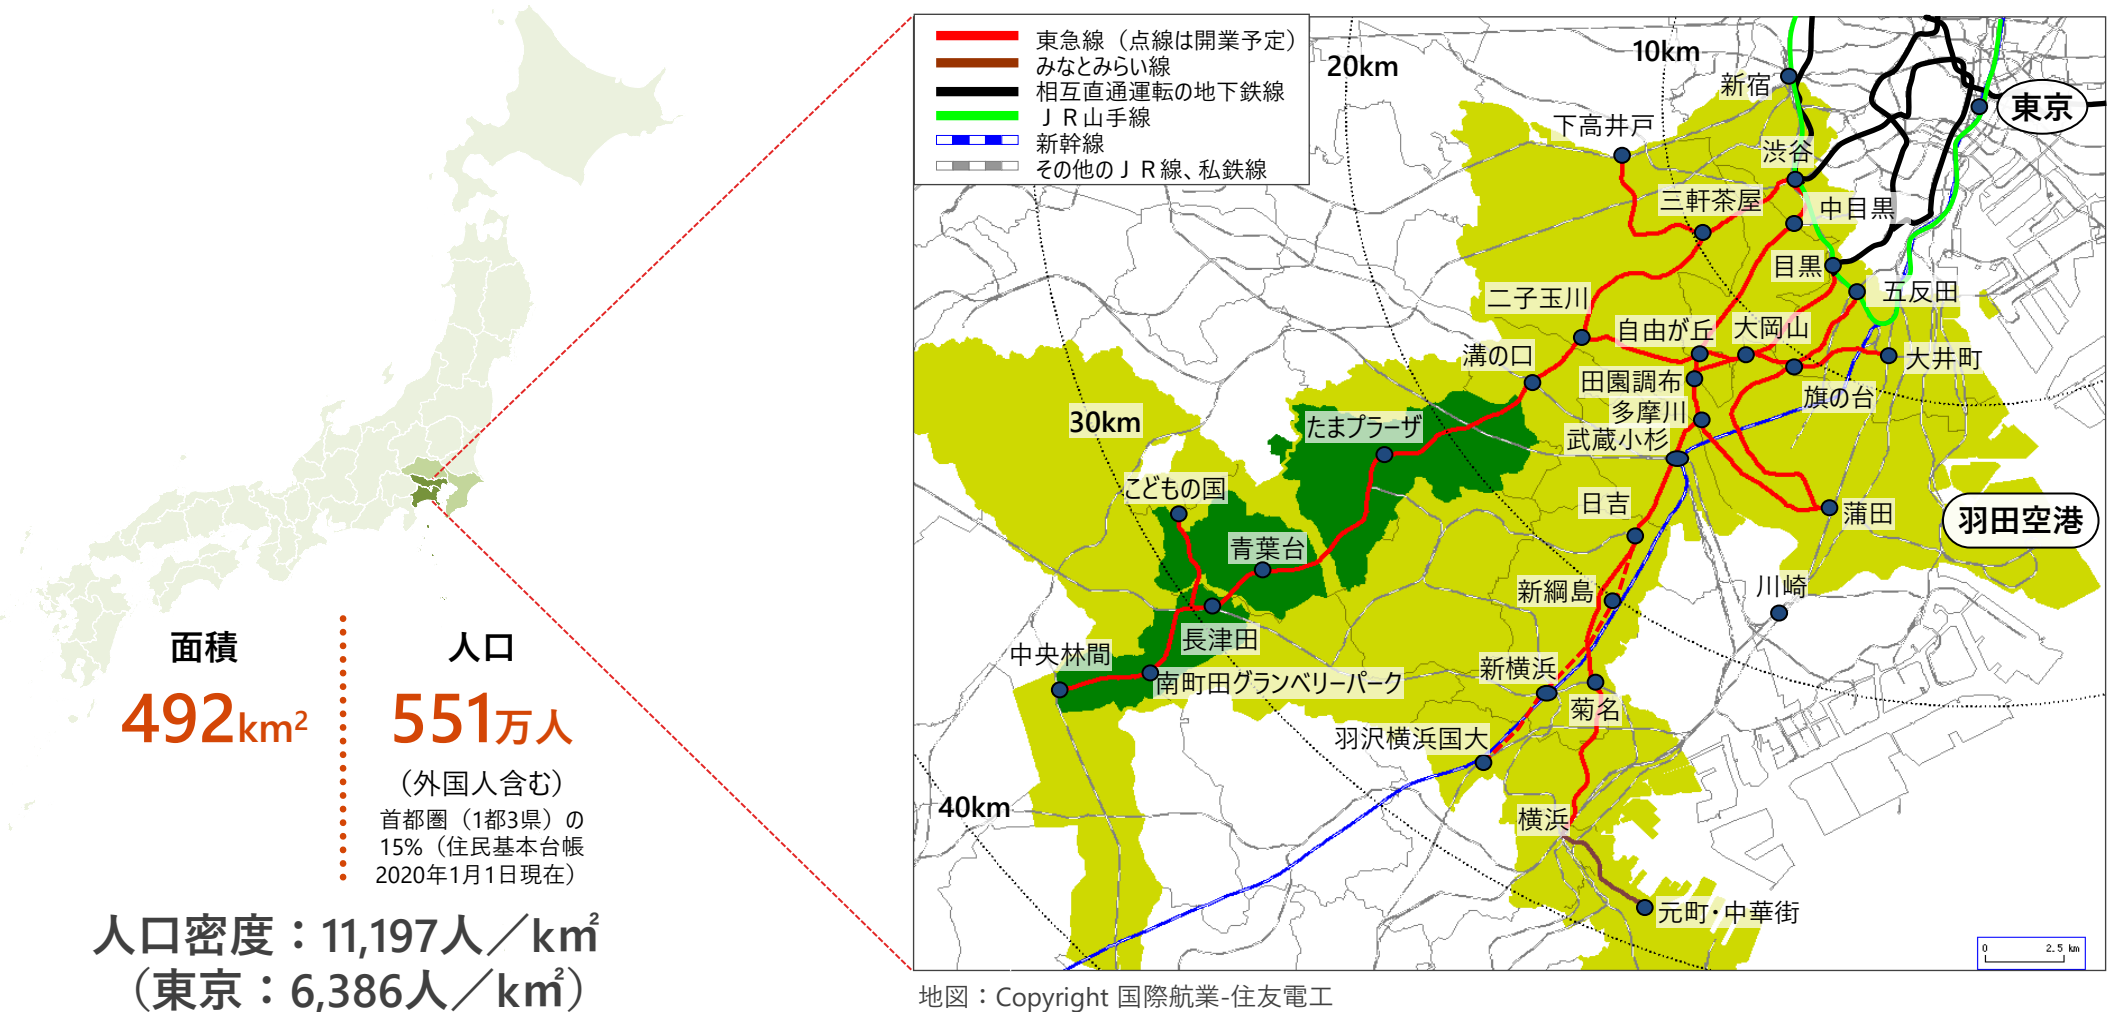 面積
492km²
人口
551万人
（外国人含む）
首都圏（1都3県）の
15%（住民基本台帳
2020年1月1日現在）
人口密度：11,197人／k㎡
（東京：6,386人／k㎡）
東急線（点線は開業予定）
みなとみらい線
相互直通運転の地下鉄線
ＪＲ山手線
新幹線
その他のＪＲ線、私鉄線
20km
10km
新宿
東京
下高井戸
渋谷
三軒茶屋
中目黒
目黒
五反田
二子玉川
自由が丘
大岡山
溝の口
大井町
田園調布
旗の台
多摩川
30km
たまプラーザ
武蔵小杉
こどもの国
日吉
蒲田
羽田空港
青葉台
新綱島
川崎
長津田
中央林間
新横浜
南町田グランベリーパーク
菊名
羽沢横浜国大
40km
横浜
元町･中華街
0 2.5 km
地図：Copyright 国際航業-住友電工